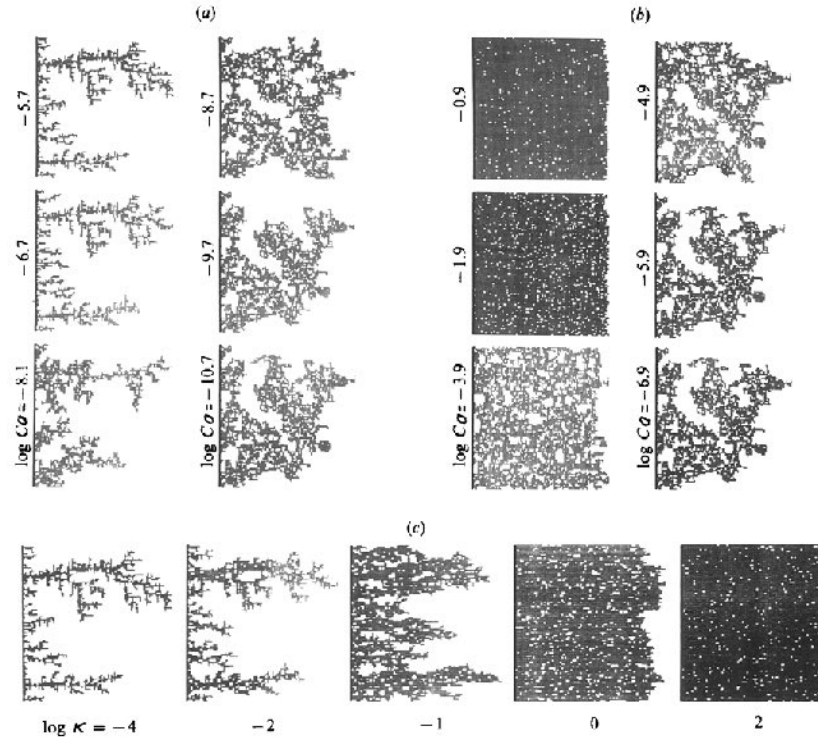 (a)
(b)
−5.7
−8.7
−0.9
−4.9
−6.7
−9.7
−1.9
−5.9
log Ca = −8.1
log Ca = −10.7
log Ca = −3.9
log Ca = −6.9
(c)
log κ = −4
−2
−1
0
2